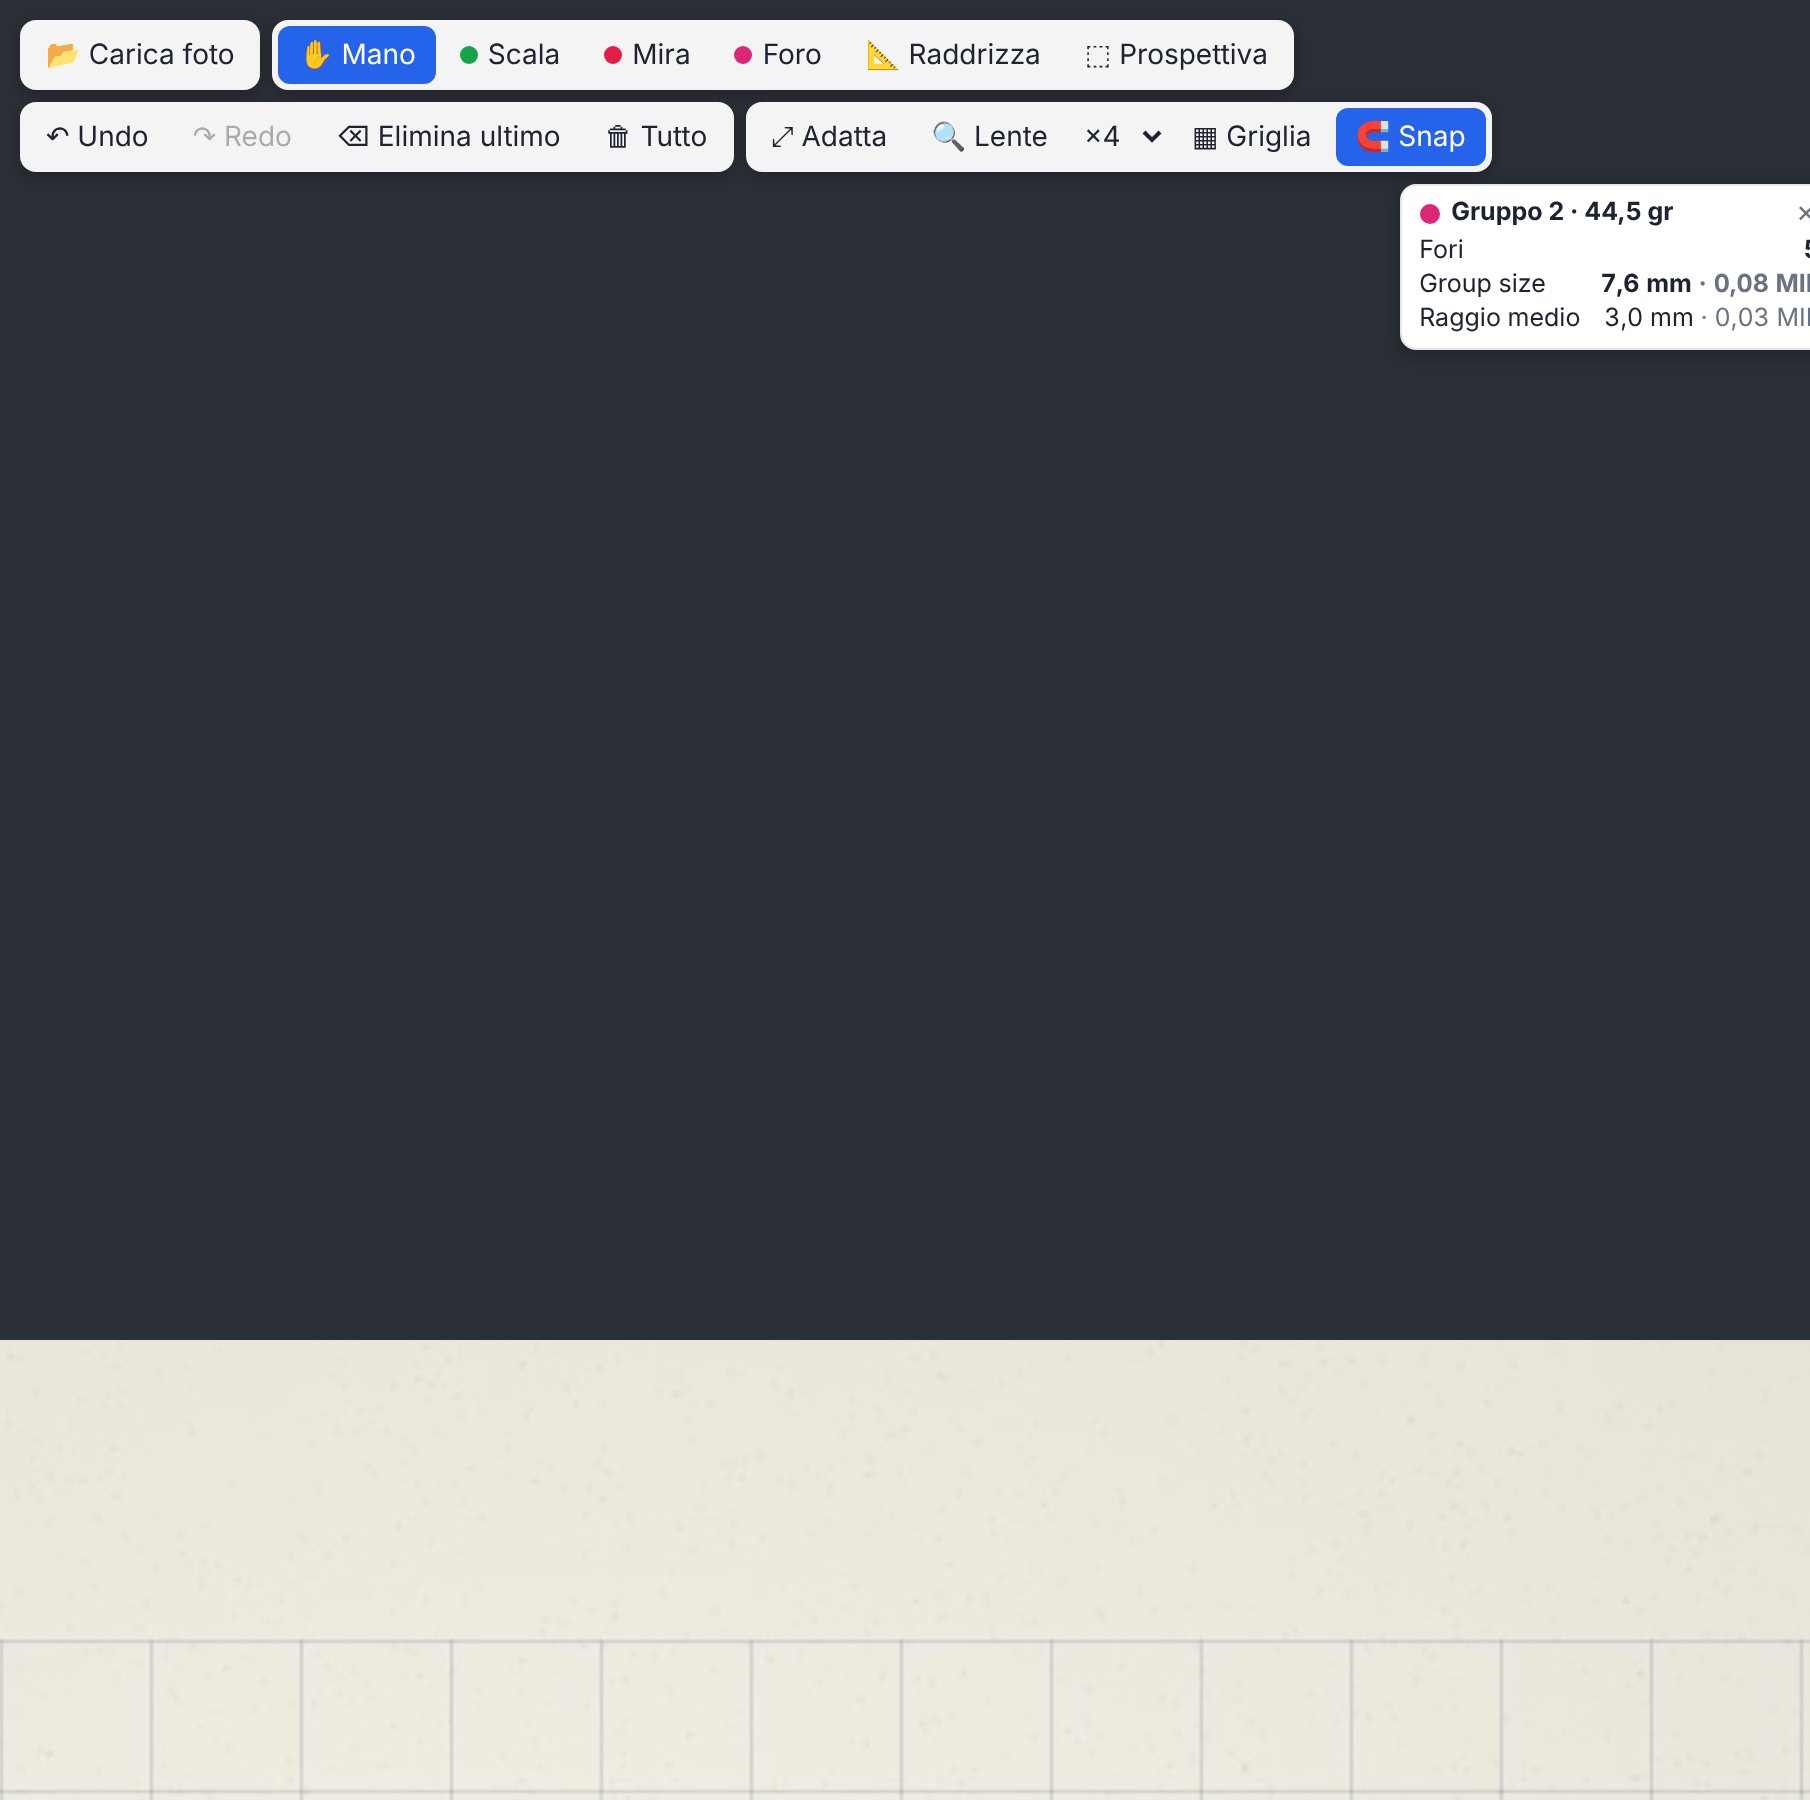 Carica foto Mano Scala Mira Foro Raddrizza Prospettiva
Undo Redo Elimina ultimo Tutto Adatta Lente ×4 Griglia Snap
Gruppo 2 · 44,5 gr ×
Fori
Group size 7,6 mm · 0,08
Raggio medio 3,0 mm · 0,03